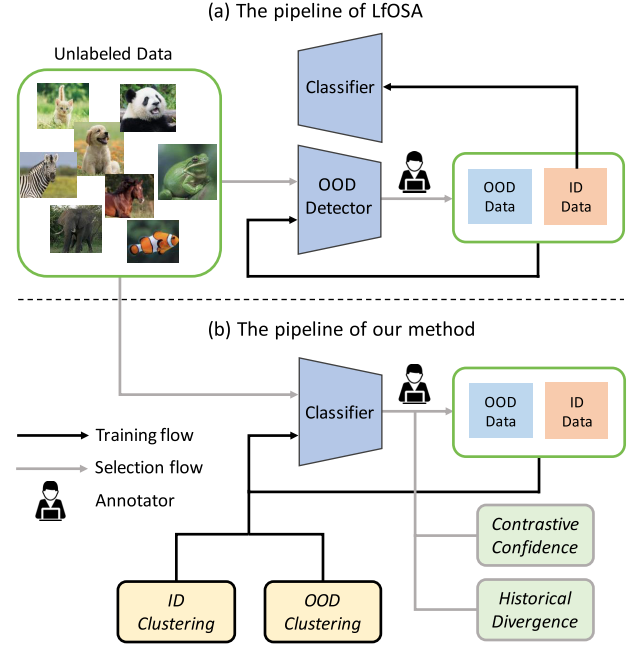 (a) The pipeline of LfOSA
Unlabeled Data
Classifier
OOD
Detector
OOD
Data
ID
Data
(b) The pipeline of our method
Classifier
OOD
Data
ID
Data
Training flow
Selection flow
Annotator
Contrastive
Confidence
ID
Clustering
OOD
Clustering
Historical
Divergence